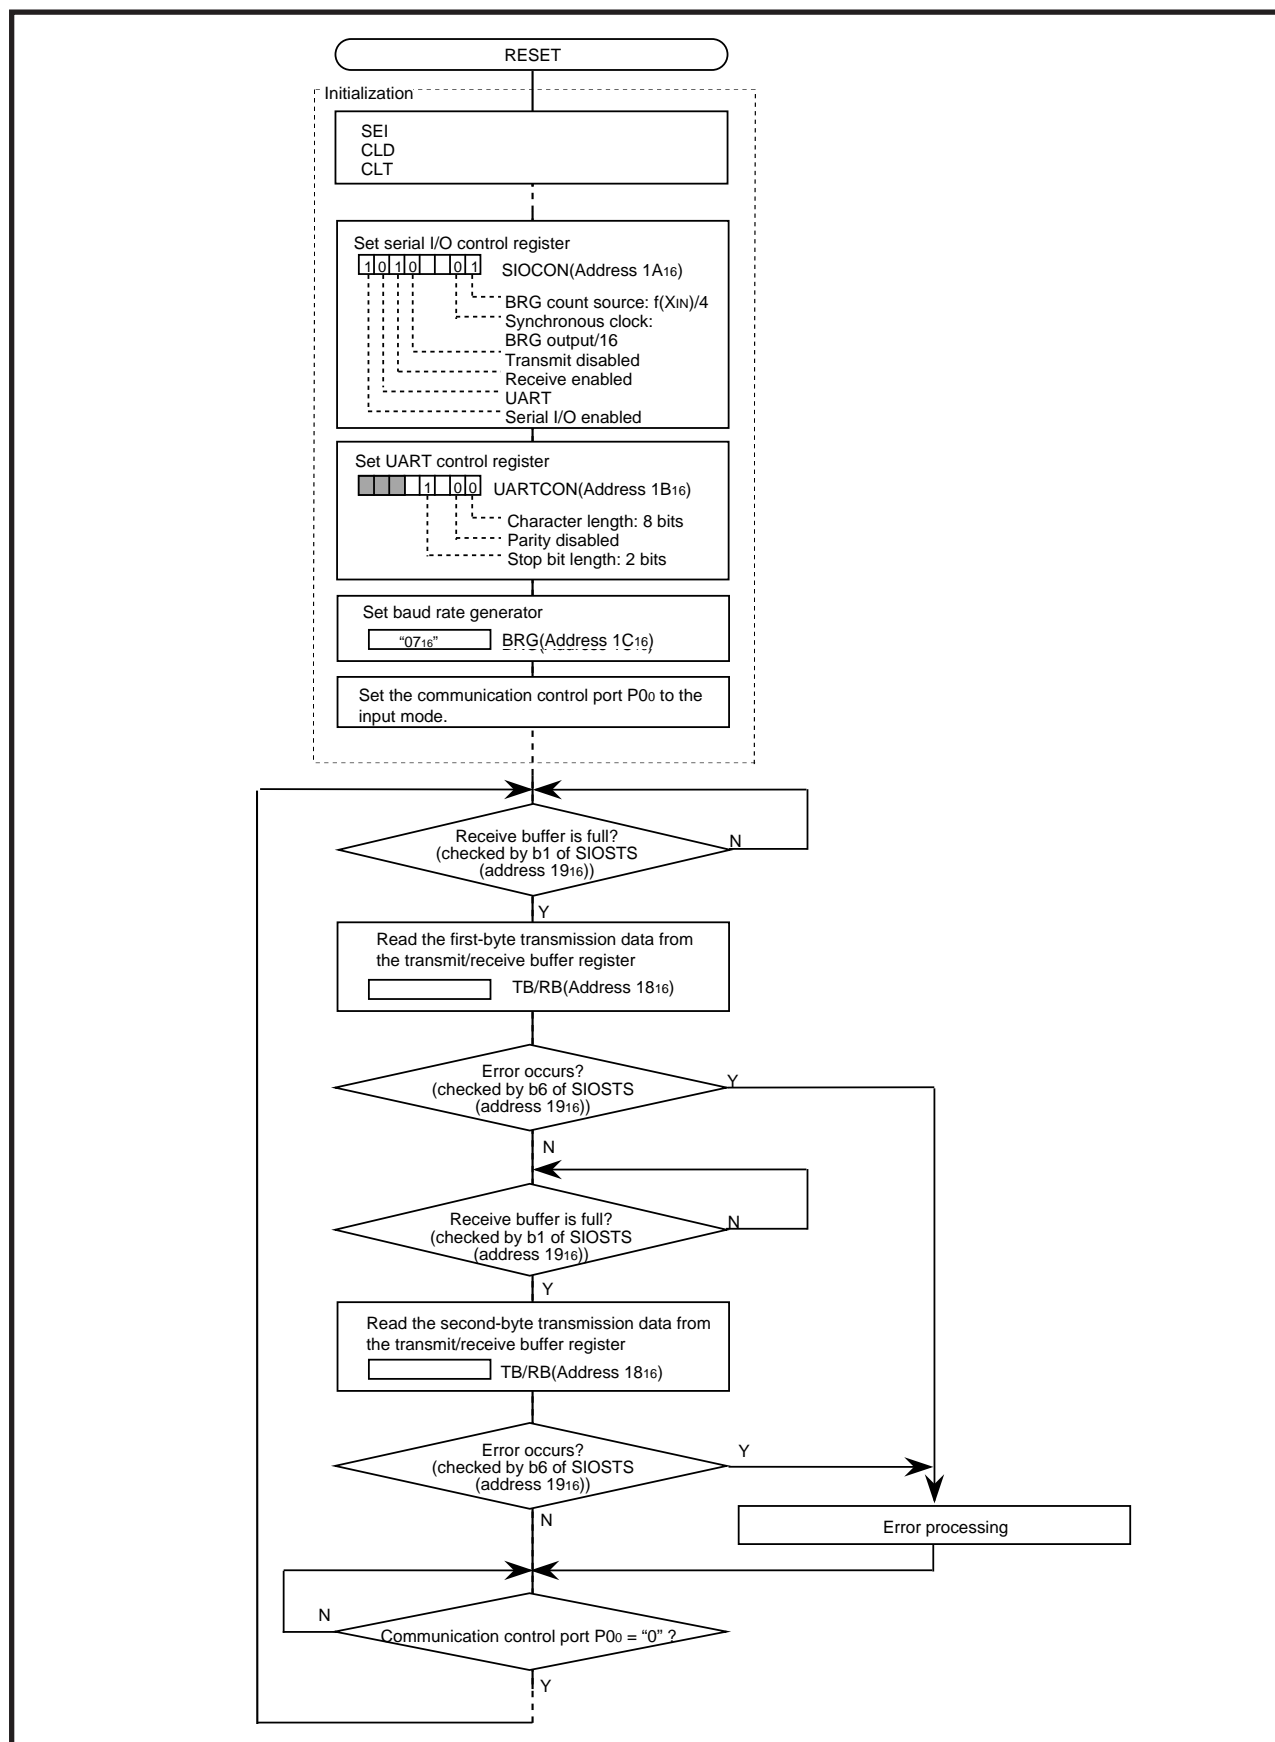 RESET
Initialization
SEI
CLD
CLT
Set serial I/O control register
1 0 1 0 0 1 SIOCON(Address 1A16)
BRG count source: f(XIN)/4
Synchronous clock:
BRG output/16
Transmit disabled
Receive enabled
UART
Serial I/O enabled
Set UART control register
1 0 0 UARTCON(Address 1B16)
Character length: 8 bits
Parity disabled
Stop bit length: 2 bits
Set baud rate generator
“0716” BRG(Address 1C16)
Set the communication control port P00 to the
input mode.
Receive buffer is full?
(checked by b1 of SIOSTS
(address 1916))
N
Y
Read the first-byte transmission data from
the transmit/receive buffer register
TB/RB(Address 1816)
Error occurs?
(checked by b6 of SIOSTS
(address 1916))
Y
N
Receive buffer is full?
(checked by b1 of SIOSTS
(address 1916))
N
Y
Read the second-byte transmission data from
the transmit/receive buffer register
TB/RB(Address 1816)
Error occurs?
(checked by b6 of SIOSTS
(address 1916))
Y
N
Error processing
N
Communication control port P00 = “0” ?
Y